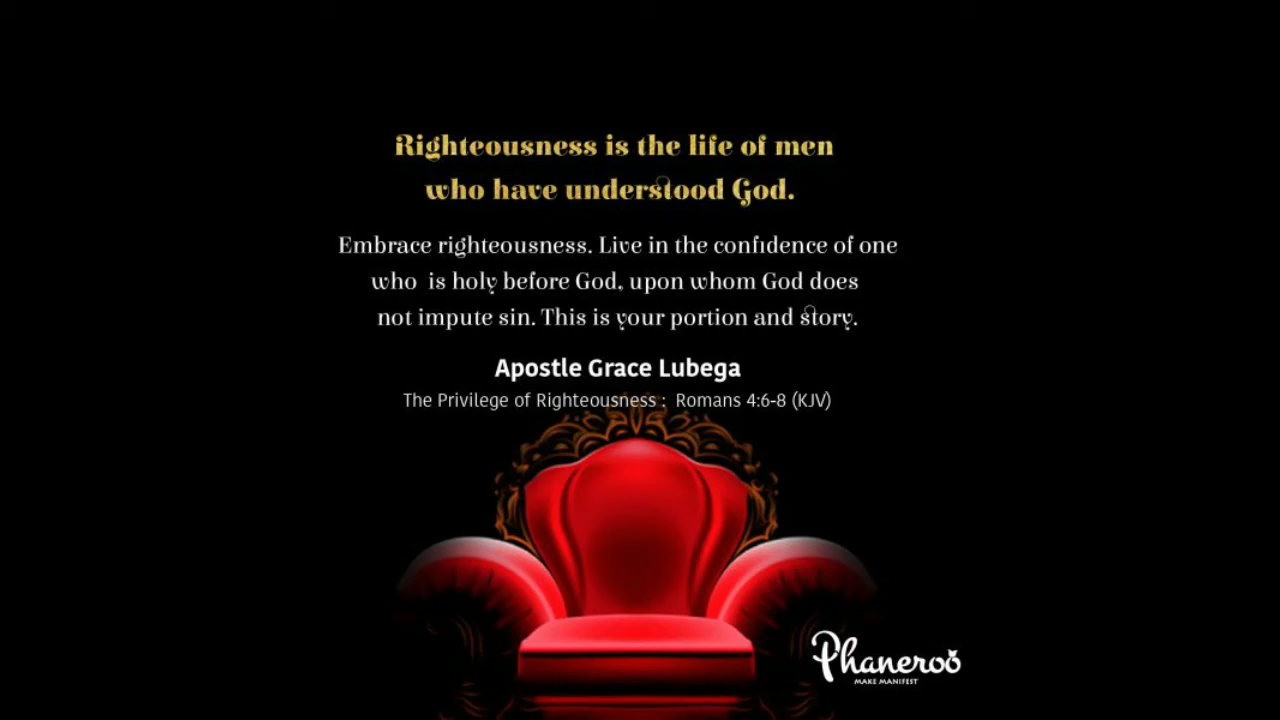 Righteousness is the life of men
who have understood God.
Embrace righteousness. Live in the confidence of one
who is holy before God, upon whom God does
not impute sin. This is your portion and story.
Apostle Grace Lubega
The Privilege of Righteousness : Romans 4:6-8 (KJV)
Phaneroo
MAKE MANIFEST